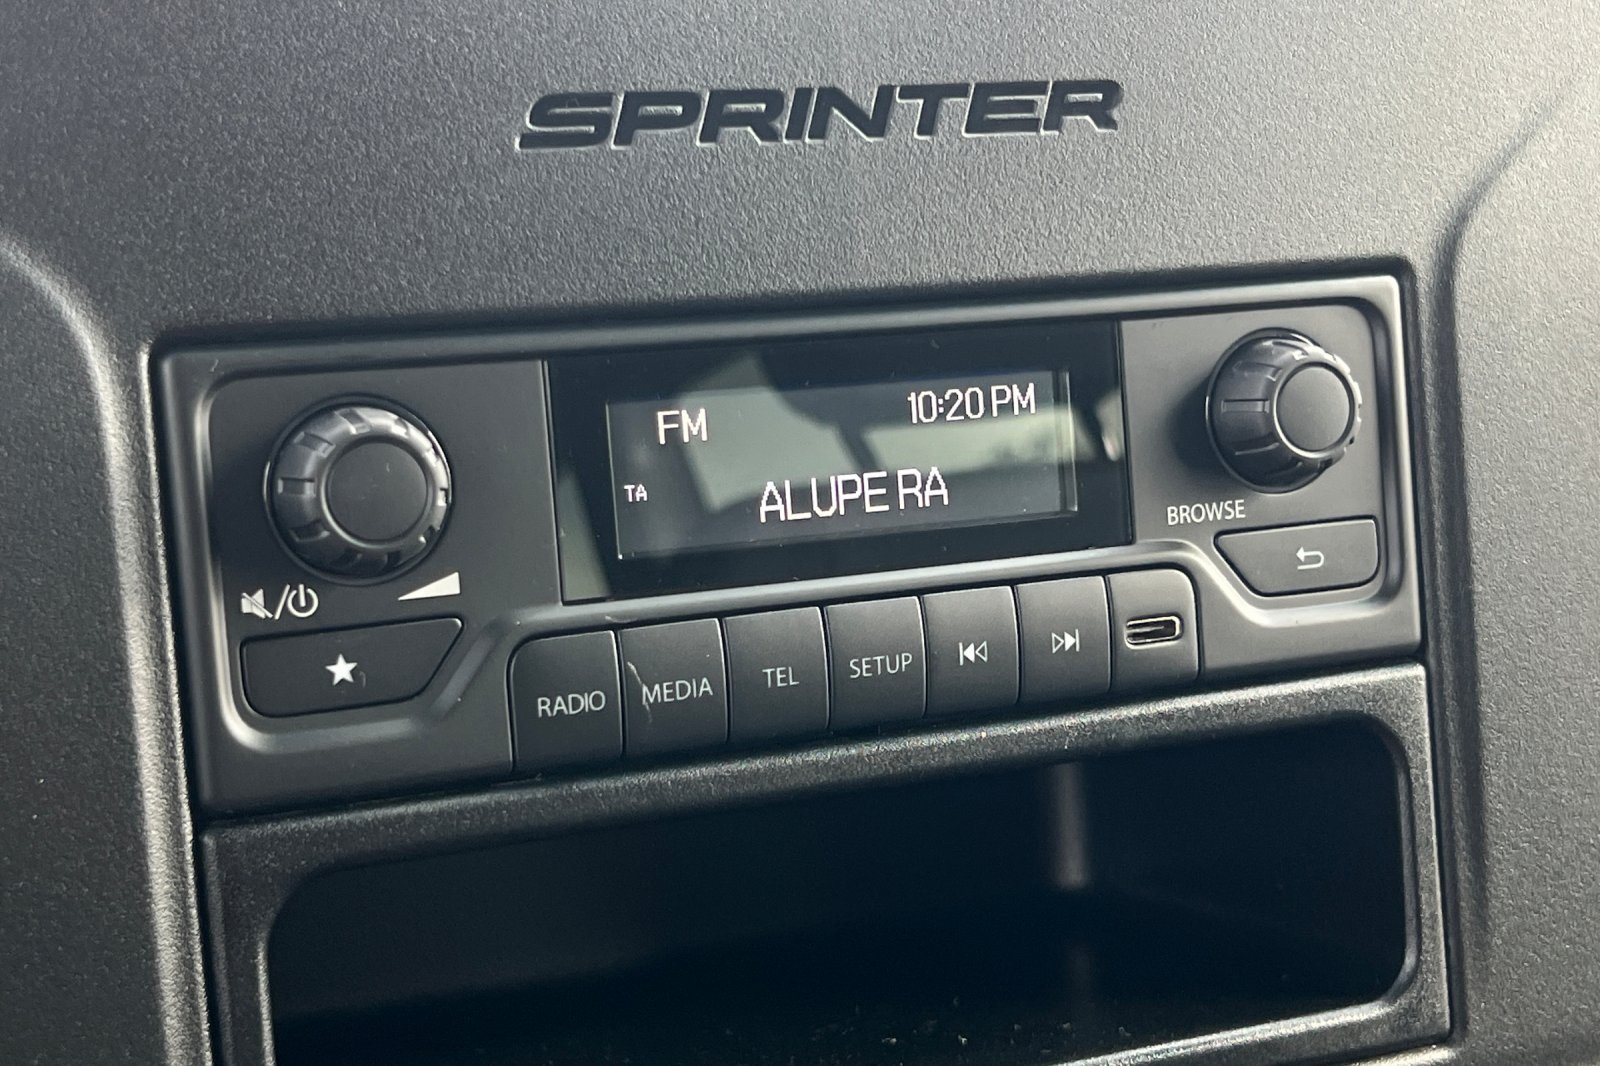 SPRINTER
FM 10:20 PM
TA ALUPE RA
BROWSE
RADIO MEDIA TEL SETUP